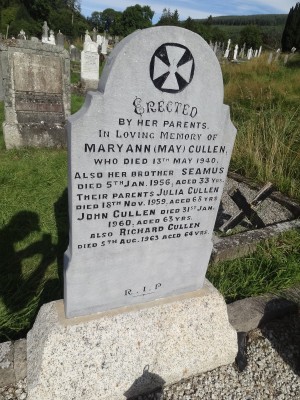 ERECTED
BY HER PARENTS
IN LOVING MEMORY OF
MARYANN (MAY) CULLEN,
WHO DIED 13TH MAY 1940.
ALSO HER BROTHER SEAMUS
DIED 5TH JAN. 1956, AGED 33 YRS.
THEIR PARENTS JULIA CULLEN
DIED 18TH NOV. 1959, AGED 63 YRS
JOHN CULLEN DIED 31ST JAN.
1960, AGED 63 YRS.
ALSO RICHARD CULLEN
DIED 5TH AUG. 1963 AGED 64 YRS.
R.I.P